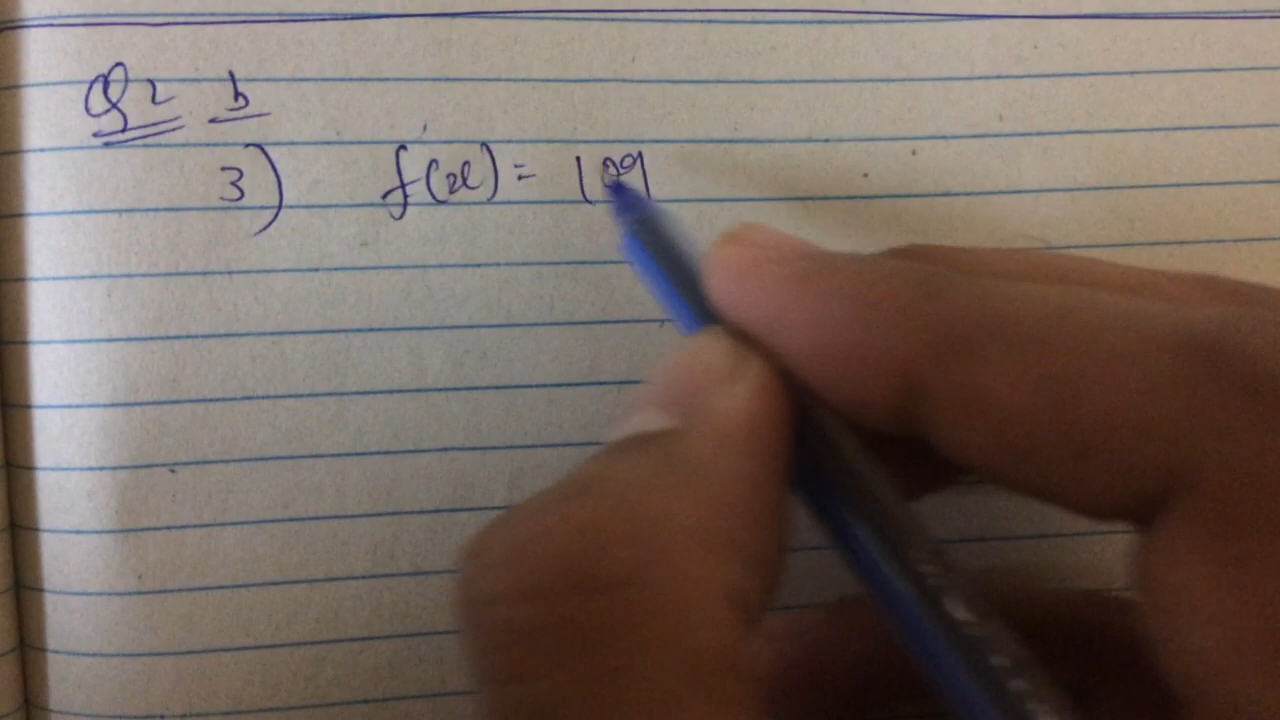 Q2 b
3) f(x) = log